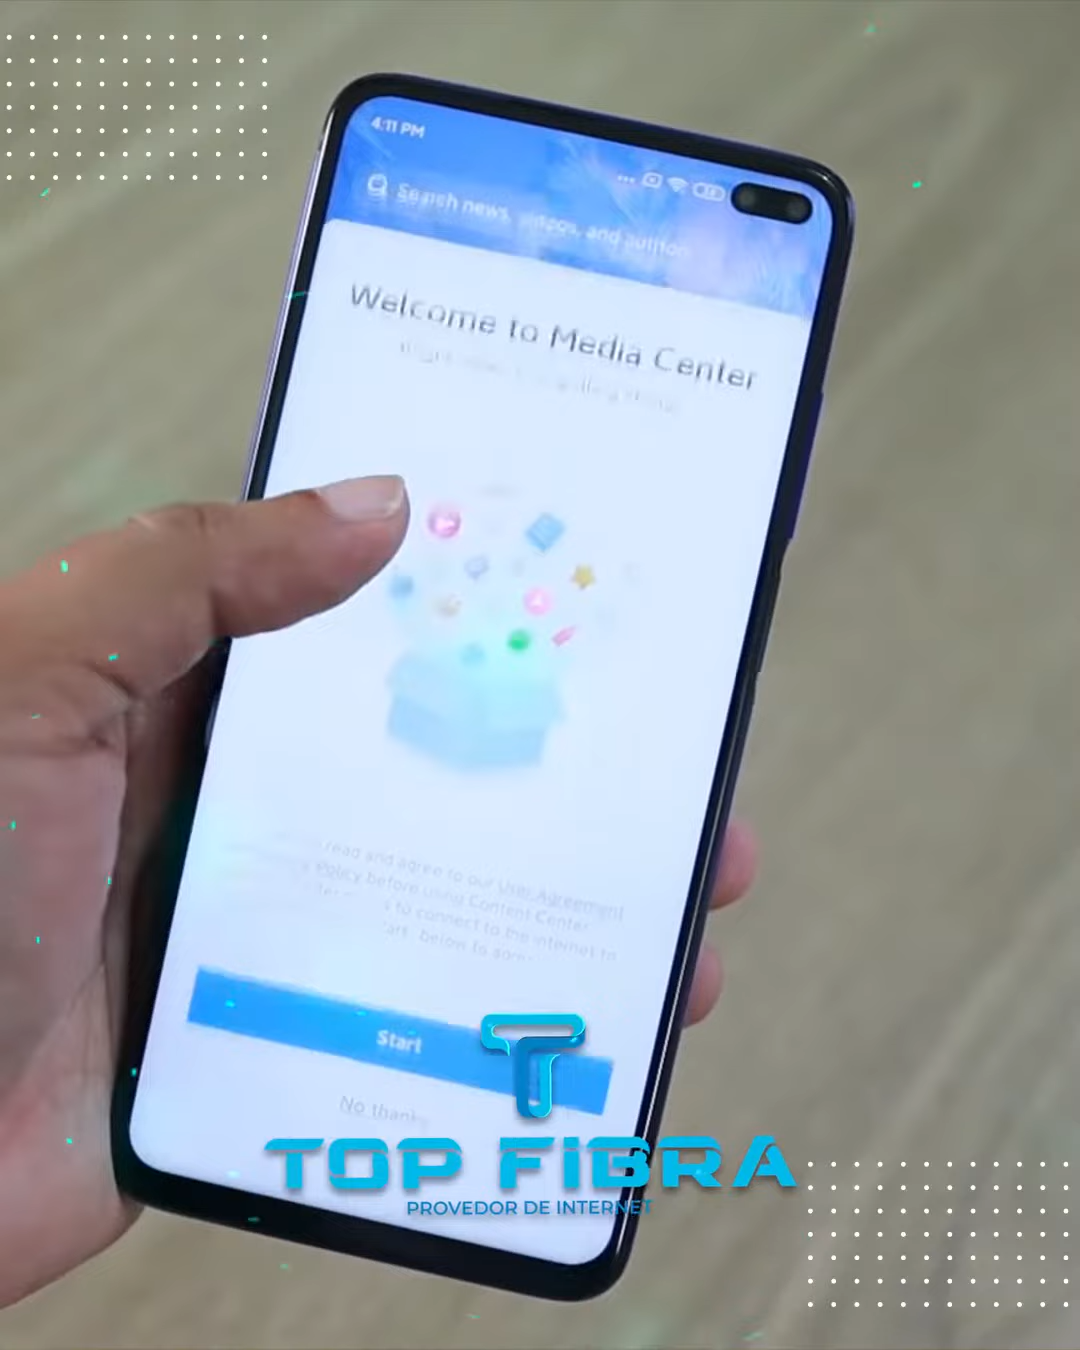 4:11 PM
Search news, videos, and authors
Welcome to Media Center
read and agree to our User Agreement
Policy before using Content Center
to connect to the internet to
below to agree
Start
No thanks
TOP FiBRA
PROVEDOR DE INTERNET